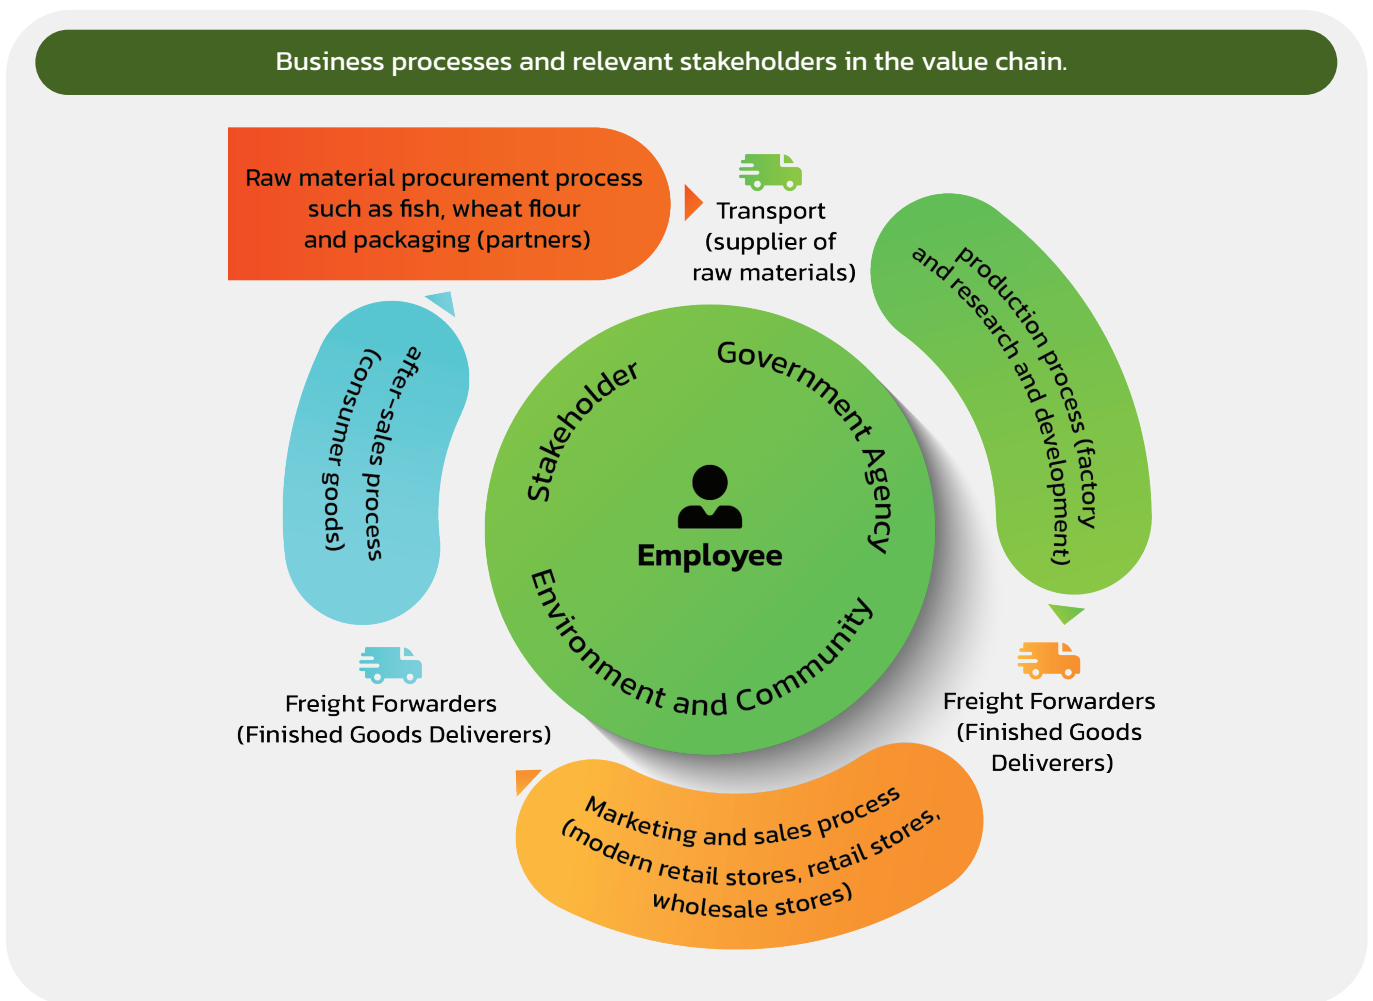 Business processes and relevant stakeholders in the value chain.
Raw material procurement process
such as fish, wheat flour
and packaging (partners)
Transport
(supplier of
raw materials)
production process (factory
and research and development)
Freight Forwarders
(Finished Goods
Deliverers)
Marketing and sales process
(modern retail stores, retail stores,
wholesale stores)
Freight Forwarders
(Finished Goods Deliverers)
after-sales process
(consumer goods)
Stakeholder
Government Agency
Employee
Environment and Community